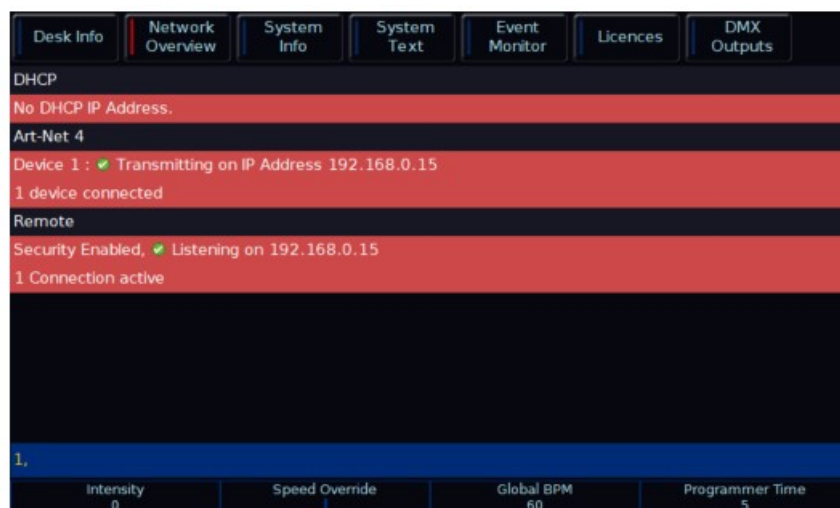 Desk Info
Network
Overview
System
Info
System
Text
Event
Monitor
Licences
DMX
Outputs
DHCP
No DHCP IP Address.
Art-Net 4
Device 1 : Transmitting on IP Address 192.168.0.15
1 device connected
Remote
Security Enabled, Listening on 192.168.0.15
1 Connection active
1,
Intensity
0
Speed Override
Global BPM
60
Programmer Time
5